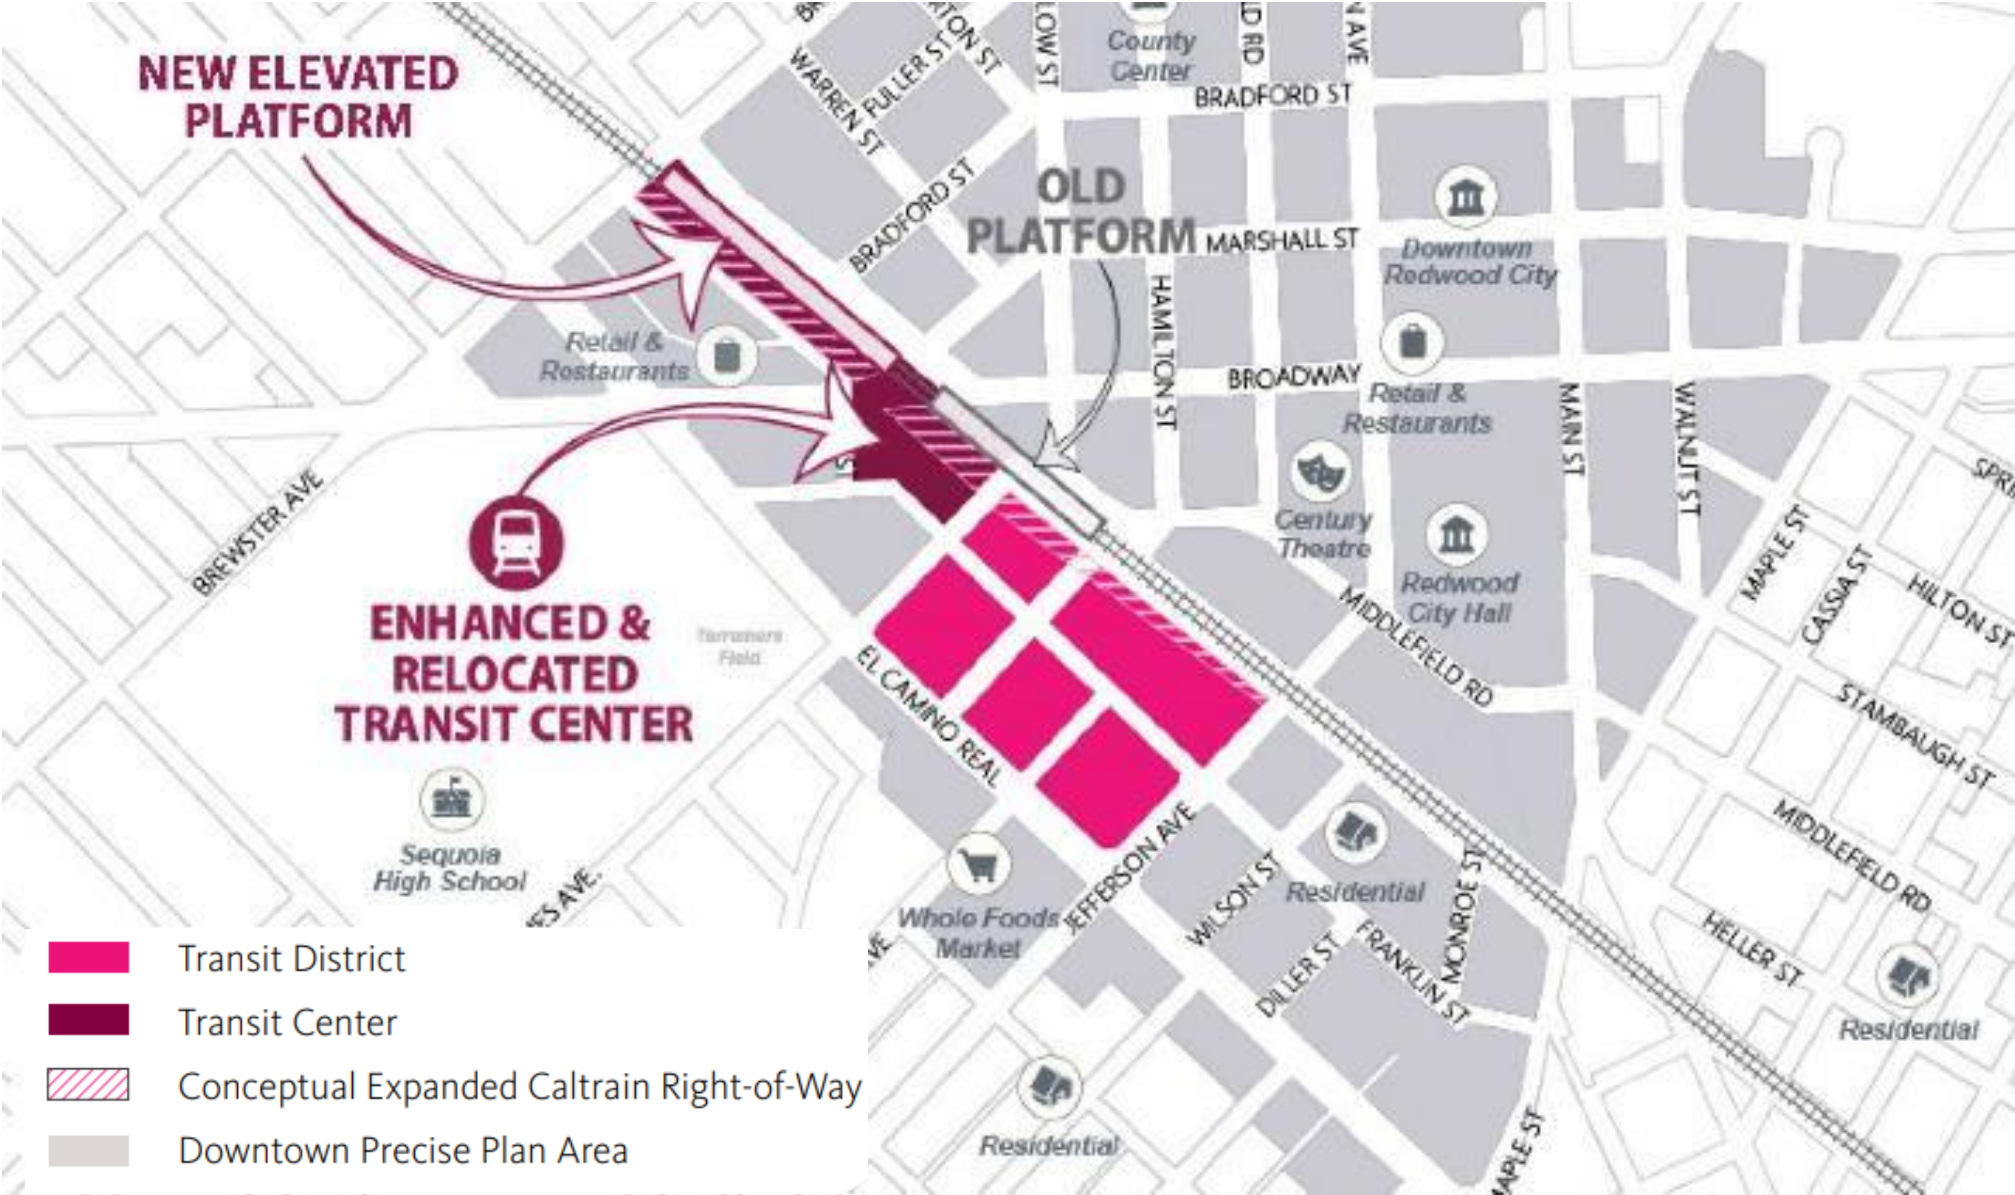 NEW ELEVATED
PLATFORM
WARREN ST
FULLER ST
County
Center
BRADFORD ST
BRADFORD ST
OLD
PLATFORM
MARSHALL ST
Downtown
Redwood City
HAMILTON ST
Retail &
Restaurants
BROADWAY
Retail &
Restaurants
MAIN ST
WALNUT ST
BREWSTER AVE
Century
Theatre
Redwood
City Hall
MAPLE ST
CASSIA ST
HILTON ST
ENHANCED &
RELOCATED
TRANSIT CENTER
Field
EL CAMINO REAL
MIDDLEFIELD RD
STAMBAUGH ST
Sequoia
High School
Whole Foods
Market
JEFFERSON AVE
WILSON ST
Residential
MONROE ST
MIDDLEFIELD RD
HELLER ST
DILLER ST
FRANKLIN ST
Residential
Residential
MAPLE ST
Transit District
Transit Center
Conceptual Expanded Caltrain Right-of-Way
Downtown Precise Plan Area